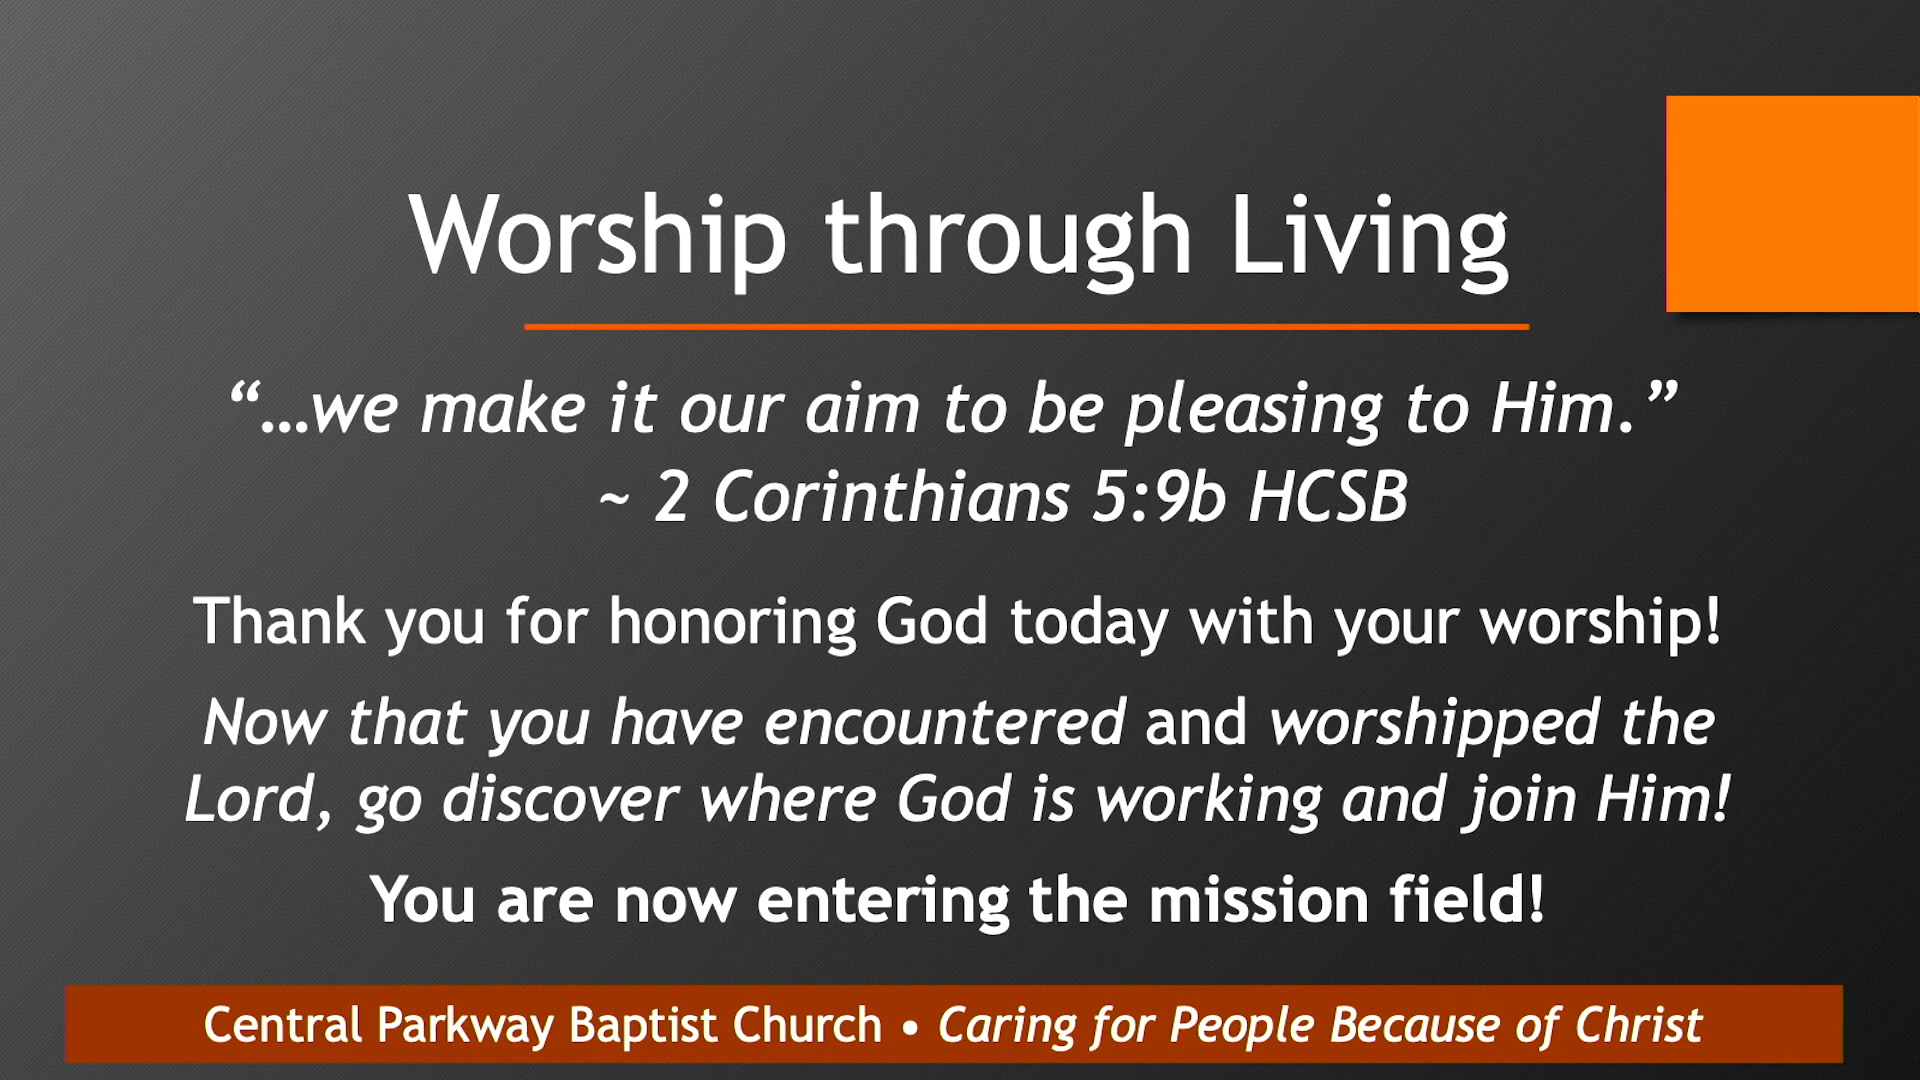 Worship through Living
“…we make it our aim to be pleasing to Him.”
~ 2 Corinthians 5:9b HCSB
Thank you for honoring God today with your worship!
Now that you have encountered and worshipped the
Lord, go discover where God is working and join Him!
You are now entering the mission field!
Central Parkway Baptist Church • Caring for People Because of Christ